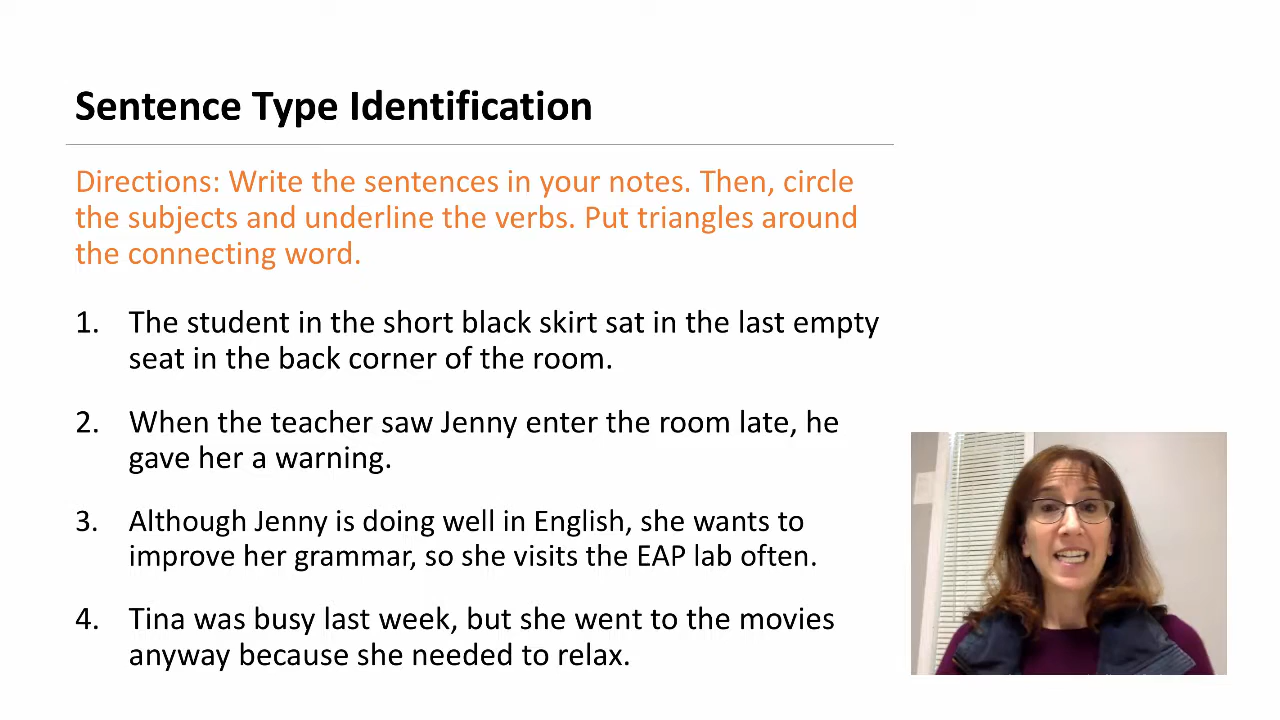 Sentence Type Identification
Directions: Write the sentences in your notes. Then, circle
the subjects and underline the verbs. Put triangles around
the connecting word.
1. The student in the short black skirt sat in the last empty
seat in the back corner of the room.
2. When the teacher saw Jenny enter the room late, he
gave her a warning.
3. Although Jenny is doing well in English, she wants to
improve her grammar, so she visits the EAP lab often.
4. Tina was busy last week, but she went to the movies
anyway because she needed to relax.